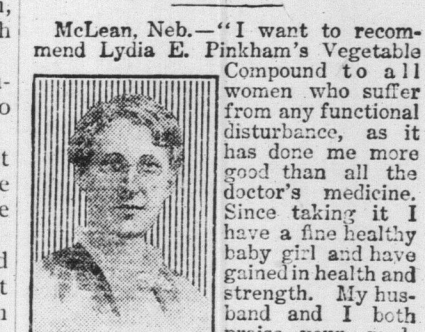 McLean, Neb.—"I want to recom-
mend Lydia E. Pinkham's Vegetable
Compound to all
women who suffer
from any functional
disturbance, as it
has done me more
good than all the
doctor's medicine.
Since taking it I
have a fine healthy
baby girl and have
gained in health and
strength. My hus-
band and I both